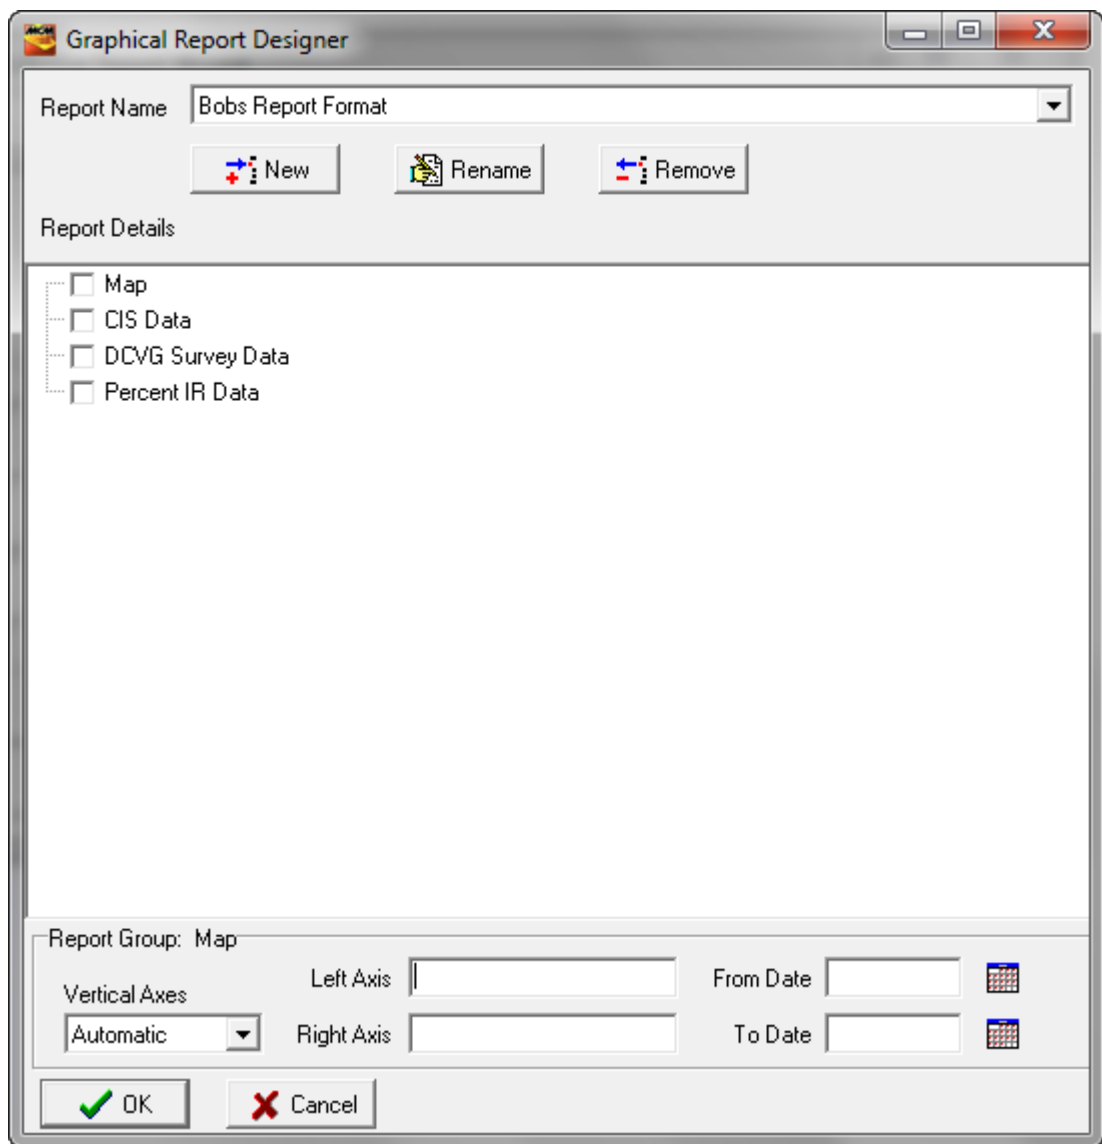 MCM Graphical Report Designer
Report Name Bobs Report Format
New Rename Remove
Report Details
Map
CIS Data
DCVG Survey Data
Percent IR Data
Report Group: Map
Left Axis From Date
Vertical Axes
Automatic Right Axis To Date
OK Cancel